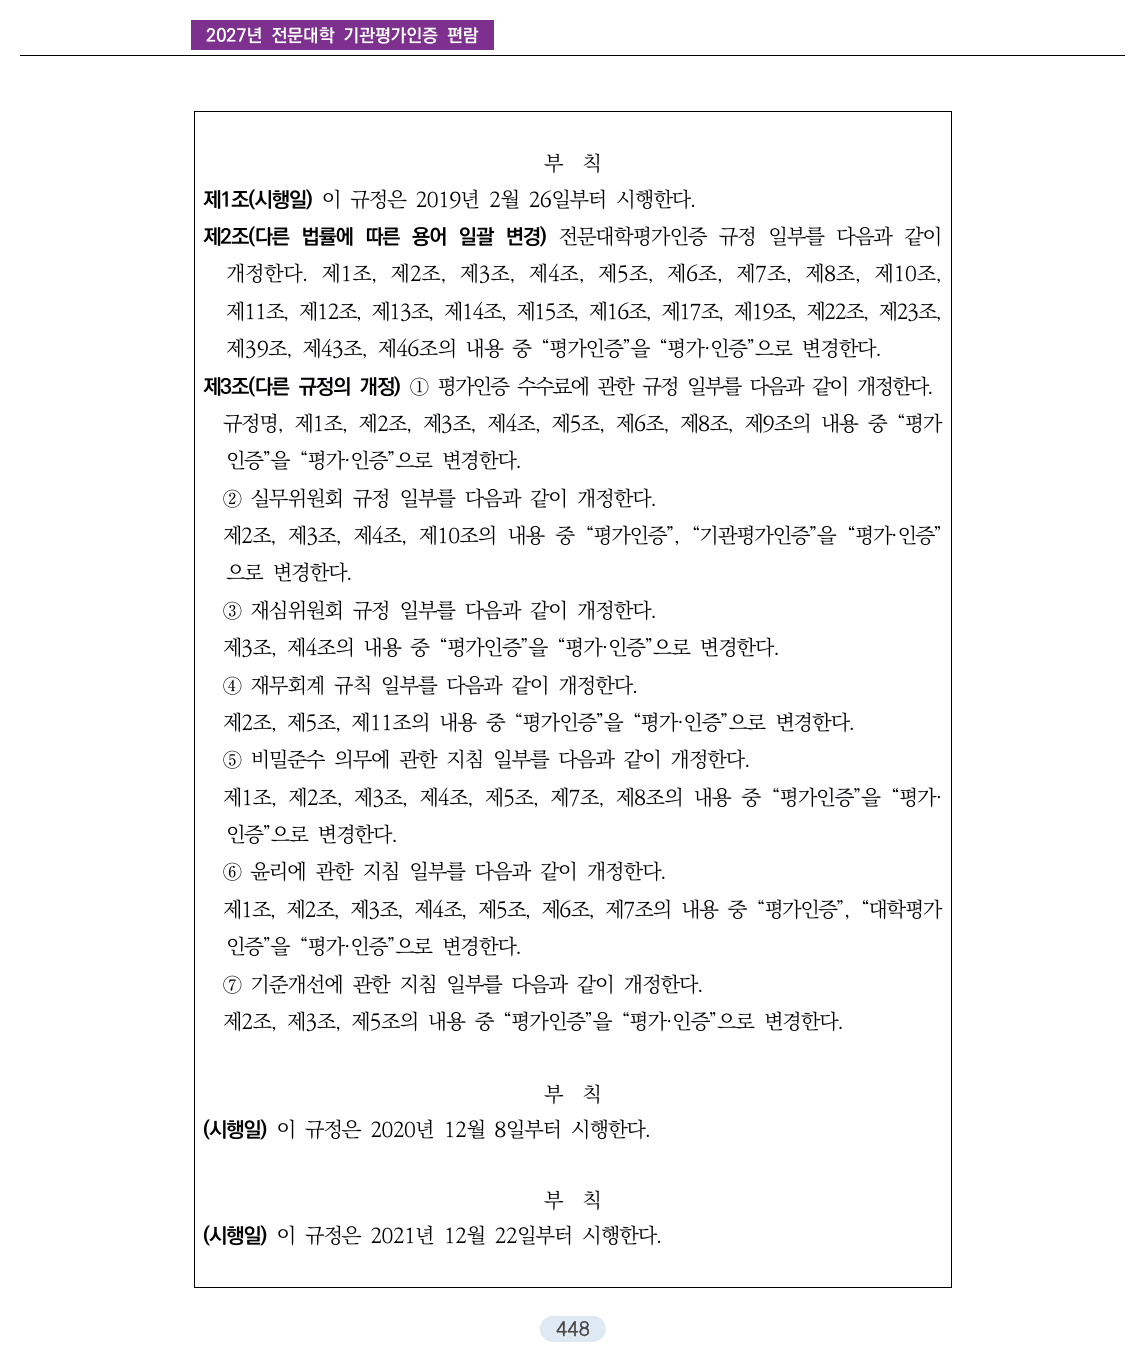 2027년 전문대학 기관평가인증 편람
부 칙
제1조(시행일) 이 규정은 2019년 2월 26일부터 시행한다.
제2조(다른 법률에 따른 용어 일괄 변경) 전문대학평가인증 규정 일부를 다음과 같이
개정한다. 제1조, 제2조, 제3조, 제4조, 제5조, 제6조, 제7조, 제8조, 제10조,
제11조, 제12조, 제13조, 제14조, 제15조, 제16조, 제17조, 제19조, 제22조, 제23조,
제39조, 제43조, 제46조의 내용 중 “평가인증”을 “평가·인증”으로 변경한다.
제3조(다른 규정의 개정) ① 평가인증 수수료에 관한 규정 일부를 다음과 같이 개정한다.
규정명, 제1조, 제2조, 제3조, 제4조, 제5조, 제6조, 제8조, 제9조의 내용 중 “평가
인증”을 “평가·인증”으로 변경한다.
② 실무위원회 규정 일부를 다음과 같이 개정한다.
제2조, 제3조, 제4조, 제10조의 내용 중 “평가인증”, “기관평가인증”을 “평가·인증”
으로 변경한다.
③ 재심위원회 규정 일부를 다음과 같이 개정한다.
제3조, 제4조의 내용 중 “평가인증”을 “평가·인증”으로 변경한다.
④ 재무회계 규칙 일부를 다음과 같이 개정한다.
제2조, 제5조, 제11조의 내용 중 “평가인증”을 “평가·인증”으로 변경한다.
⑤ 비밀준수 의무에 관한 지침 일부를 다음과 같이 개정한다.
제1조, 제2조, 제3조, 제4조, 제5조, 제7조, 제8조의 내용 중 “평가인증”을 “평가·
인증”으로 변경한다.
⑥ 윤리에 관한 지침 일부를 다음과 같이 개정한다.
제1조, 제2조, 제3조, 제4조, 제5조, 제6조, 제7조의 내용 중 “평가인증”, “대학평가
인증”을 “평가·인증”으로 변경한다.
⑦ 기준개선에 관한 지침 일부를 다음과 같이 개정한다.
제2조, 제3조, 제5조의 내용 중 “평가인증”을 “평가·인증”으로 변경한다.
부 칙
(시행일) 이 규정은 2020년 12월 8일부터 시행한다.
부 칙
(시행일) 이 규정은 2021년 12월 22일부터 시행한다.
448